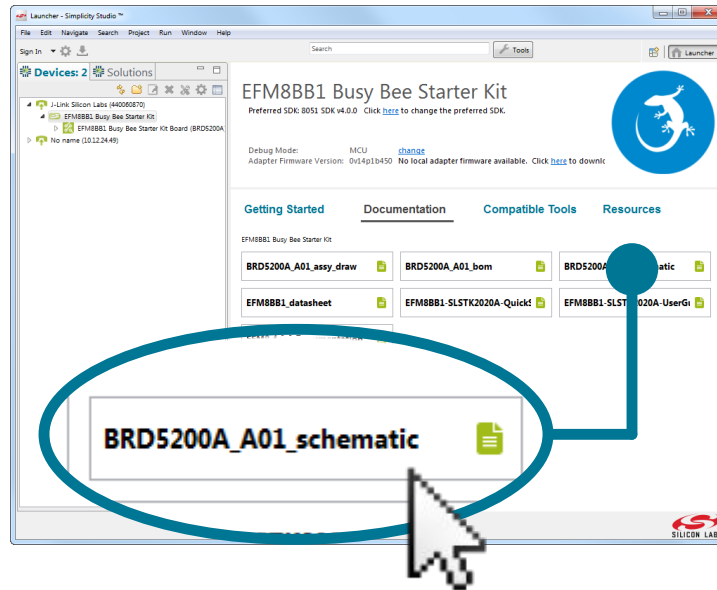 Launcher - Simplicity Studio ™
File Edit Navigate Search Project Run Window Help
Sign In
Search
Tools
Launcher
Devices: 2
Solutions
J-Link Silicon Labs (440060870)
EFM8BB1 Busy Bee Starter Kit
EFM8BB1 Busy Bee Starter Kit Board (BRD5200A
No name (10.12.24.49)
EFM8BB1 Busy Bee Starter Kit
Preferred SDK: 8051 SDK v4.0.0 Click here to change the preferred SDK.
Debug Mode: MCU change
Adapter Firmware Version: 0v14p1b450 No local adapter firmware available. Click here to downlc
Getting Started Documentation Compatible Tools Resources
EFM8BB1 Busy Bee Starter Kit
BRD5200A_A01_assy_draw
BRD5200A_A01_bom
BRD5200A atic
EFM8BB1_datasheet
EFM8BB1-SLSTK2020A-QuickS
EFM8BB1-SLST 020A-UserGu
BRD5200A_A01_schematic
SILICON LAB